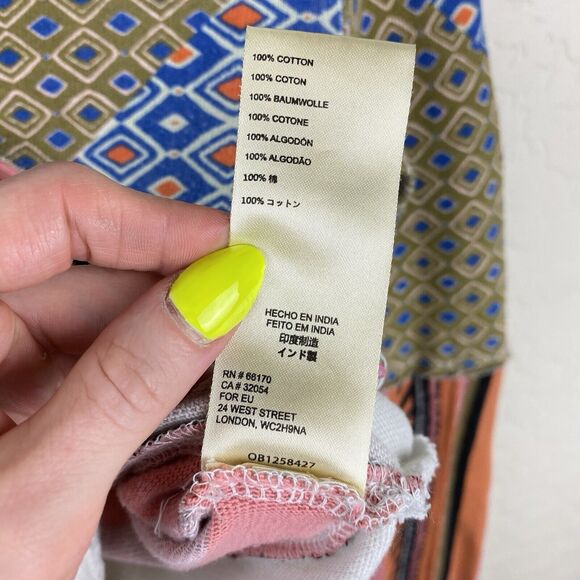 100% COTTON
100% COTON
100% BAUMWOLLE
100% COTONE
100% ALGODÓN
100% ALGODÃO
100% 棉
100% コットン
HECHO EN INDIA
FEITO EM INDIA
印度制造
インド製
RN # 66170
CA # 32054
FOR EU
24 WEST STREET
LONDON, WC2H9NA
OB1258427